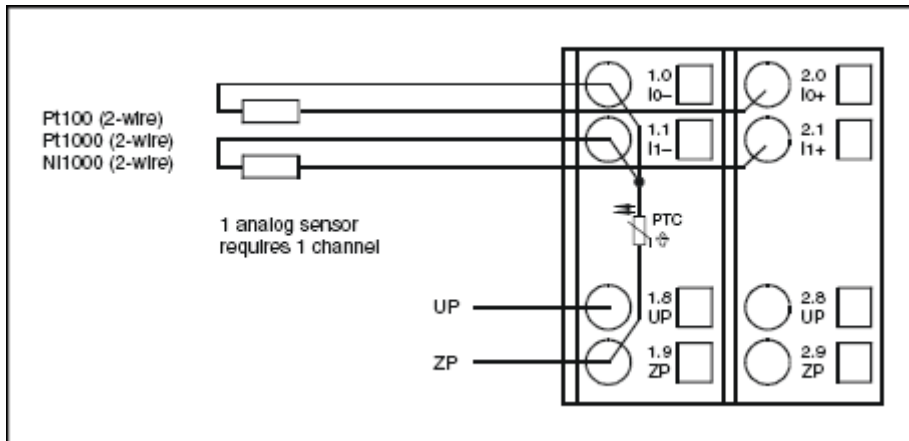 Pt100 (2-wire)
Pt1000 (2-wire)
NI1000 (2-wire)
1 analog sensor
requires 1 channel
UP
ZP
1.0
I0–
1.1
I1–
PTC
ϑ
1.8
UP
1.9
ZP
2.0
I0+
2.1
I1+
2.8
UP
2.9
ZP